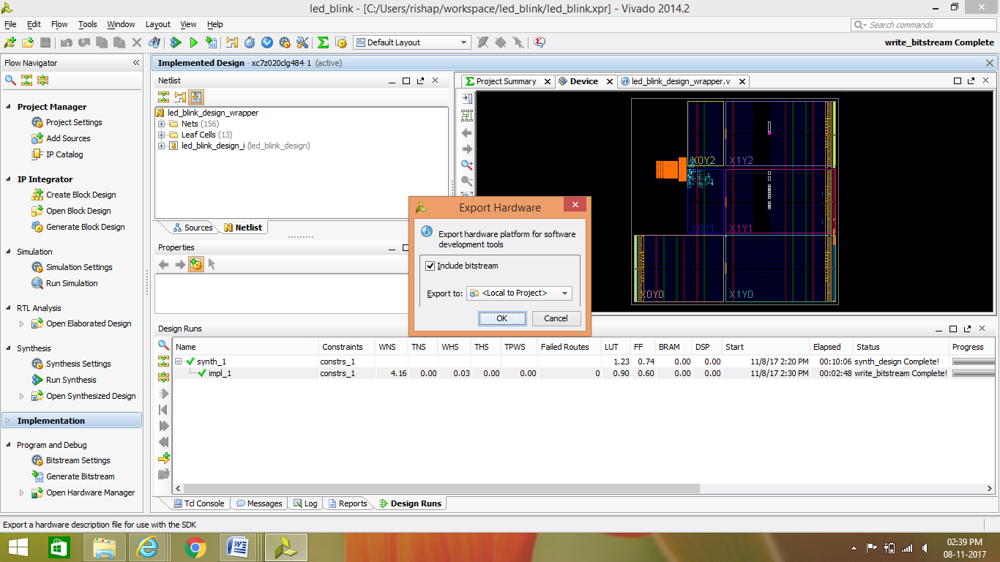 led_blink - [C:/Users/rishap/workspace/led_blink/led_blink.xpr] - Vivado 2014.2
File Edit Flow Tools Window Layout View Help
Search commands
Default Layout
write_bitstream Complete
Flow Navigator
Project Manager
Project Settings
Add Sources
IP Catalog
IP Integrator
Create Block Design
Open Block Design
Generate Block Design
Simulation
Simulation Settings
Run Simulation
RTL Analysis
Open Elaborated Design
Synthesis
Synthesis Settings
Run Synthesis
Open Synthesized Design
Implementation
Program and Debug
Bitstream Settings
Generate Bitstream
Open Hardware Manager
Implemented Design - xc7z020clg484-1 (active)
Netlist
led_blink_design_wrapper
Nets (156)
Leaf Cells (13)
led_blink_design_i (led_blink_design)
Sources Netlist
Properties
Project Summary Device led_blink_design_wrapper.v
X0Y2 X1Y2
X0Y1 X1Y1
X0Y0 X1Y0
Export Hardware
Export hardware platform for software
development tools
Include bitstream
Export to: <Local to Project>
OK Cancel
Design Runs
Name Constraints WNS TNS WHS THS TPWS Failed Routes LUT FF BRAM DSP Start Elapsed Status Progress
synth_1 constrs_1 1.23 0.74 0.00 0.00 11/8/17 2:20 PM 00:10:06 synth_design Complete!
impl_1 constrs_1 4.16 0.00 0.03 0.00 0.00 0 0.90 0.60 0.00 0.00 11/8/17 2:30 PM 00:02:48 write_bitstream Complete!
Tcl Console Messages Log Reports Design Runs
Export a hardware description file for use with the SDK
02:39 PM
08-11-2017